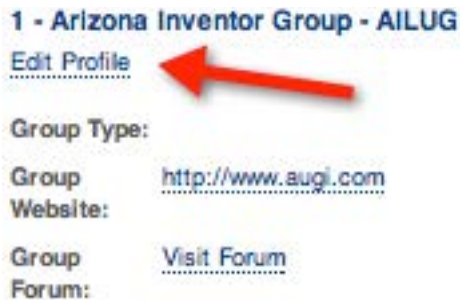 1 - Arizona Inventor Group - AILUG
Edit Profile
Group Type:
Group http://www.augi.com
Website:
Group Visit Forum
Forum: